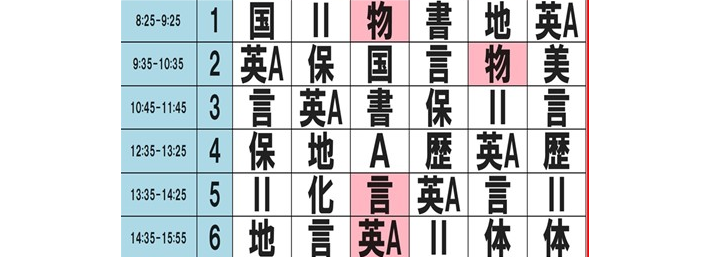 8:25-9:25 1 国 II 物 書 地 英A
9:35-10:35 2 英A 保 国 言 物 美
10:45-11:45 3 言 英A 書 保 II 言
12:35-13:25 4 保 地 A 歴 英A 歴
13:35-14:25 5 II 化 言 英A 言 II
14:35-15:55 6 地 言 英A II 体 体